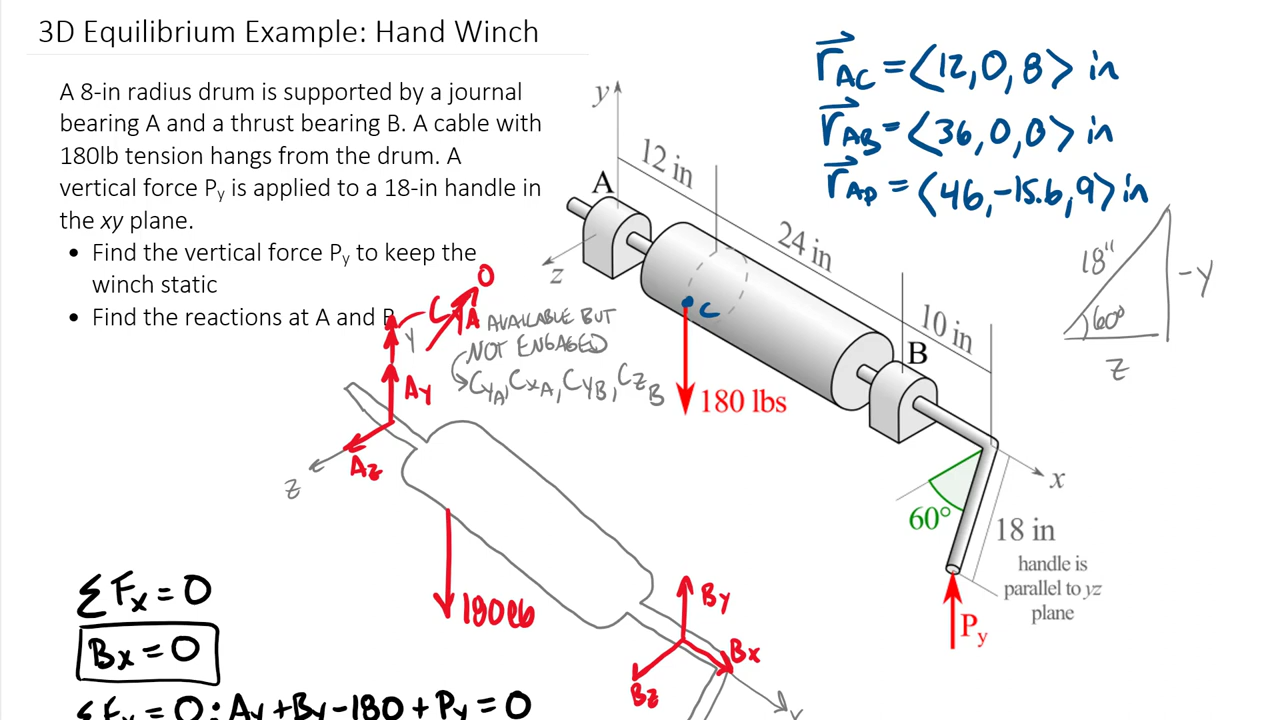 3D Equilibrium Example: Hand Winch
A 8-in radius drum is supported by a journal
bearing A and a thrust bearing B. A cable with
180lb tension hangs from the drum. A
vertical force Py is applied to a 18-in handle in
the xy plane.
• Find the vertical force Py to keep the
winch static
• Find the reactions at A and B
r AC = <12, 0, 8> in
r AB = <36, 0, 0> in
r AP = <46, -15.6, 9> in
18"
-y
60°
z
y
12 in
A
24 in
z
C
10 in
B
180 lbs
x
60°
18 in
handle is
parallel to yz
plane
Py
0
AVAILABLE BUT
NOT ENGAGED
CyA, CxA, CyB, CzB
y
Ay
Az
z
180lb
By
Bx
Bz
x
ΣFx = 0
Bx = 0
ΣFy = 0: Ay + By - 180 + Py = 0